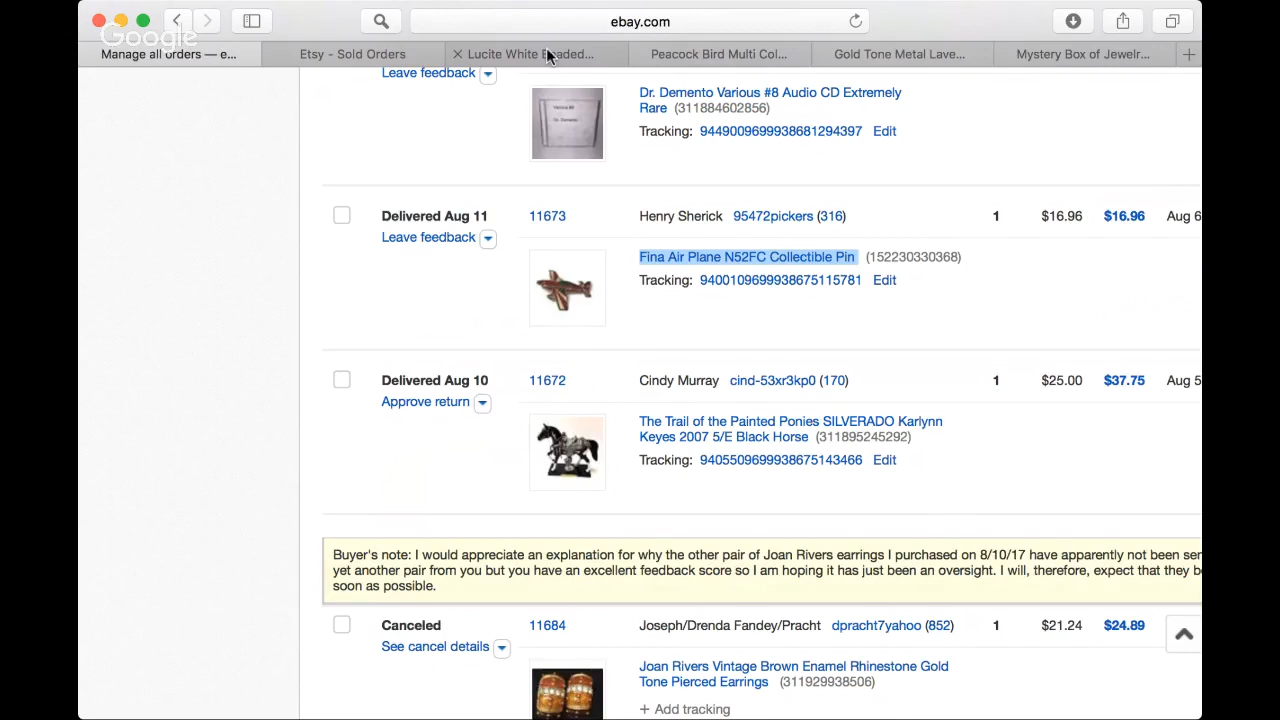 ebay.com
Google
Manage all orders — e...
Etsy - Sold Orders
Lucite White Beaded...
Peacock Bird Multi Col...
Gold Tone Metal Lave...
Mystery Box of Jewelr...
Leave feedback
Dr. Demento Various #8 Audio CD Extremely
Rare (311884602856)
Tracking: 9449009699938681294397 Edit
Delivered Aug 11 11673 Henry Sherick 95472pickers (316) 1 $16.96 $16.96 Aug 6
Leave feedback
Fina Air Plane N52FC Collectible Pin (152230330368)
Tracking: 9400109699938675115781 Edit
Delivered Aug 10 11672 Cindy Murray cind-53xr3kp0 (170) 1 $25.00 $37.75 Aug 5
Approve return
The Trail of the Painted Ponies SILVERADO Karlynn
Keyes 2007 5/E Black Horse (311895245292)
Tracking: 9405509699938675143466 Edit
Buyer's note: I would appreciate an explanation for why the other pair of Joan Rivers earrings I purchased on 8/10/17 have apparently not been ser
yet another pair from you but you have an excellent feedback score so I am hoping it has just been an oversight. I will, therefore, expect that they b
soon as possible.
Canceled 11684 Joseph/Drenda Fandey/Pracht dpracht7yahoo (852) 1 $21.24 $24.89
See cancel details
Joan Rivers Vintage Brown Enamel Rhinestone Gold
Tone Pierced Earrings (311929938506)
+ Add tracking